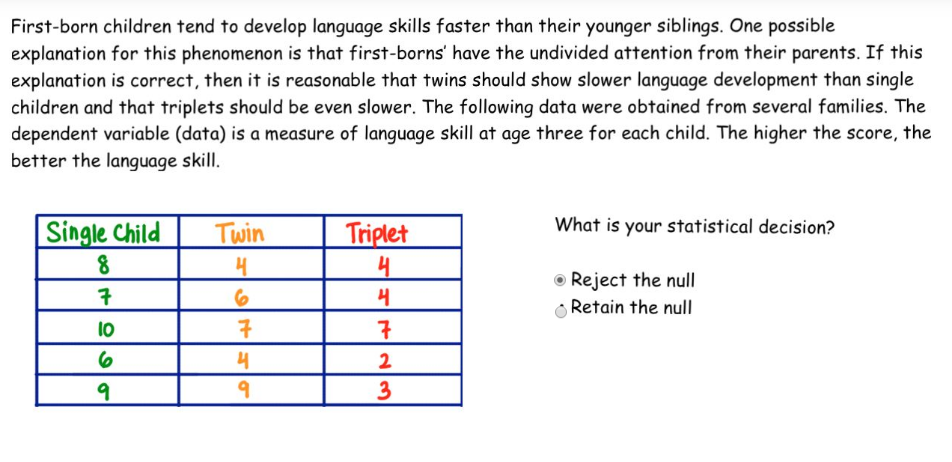 First-born children tend to develop language skills faster than their younger siblings. One possible
explanation for this phenomenon is that first-borns' have the undivided attention from their parents. If this
explanation is correct, then it is reasonable that twins should show slower language development than single
children and that triplets should be even slower. The following data were obtained from several families. The
dependent variable (data) is a measure of language skill at age three for each child. The higher the score, the
better the language skill.
Single Child Twin Triplet
8 4 4
7 6 4
10 7 7
6 4 2
9 9 3
What is your statistical decision?
Reject the null
Retain the null